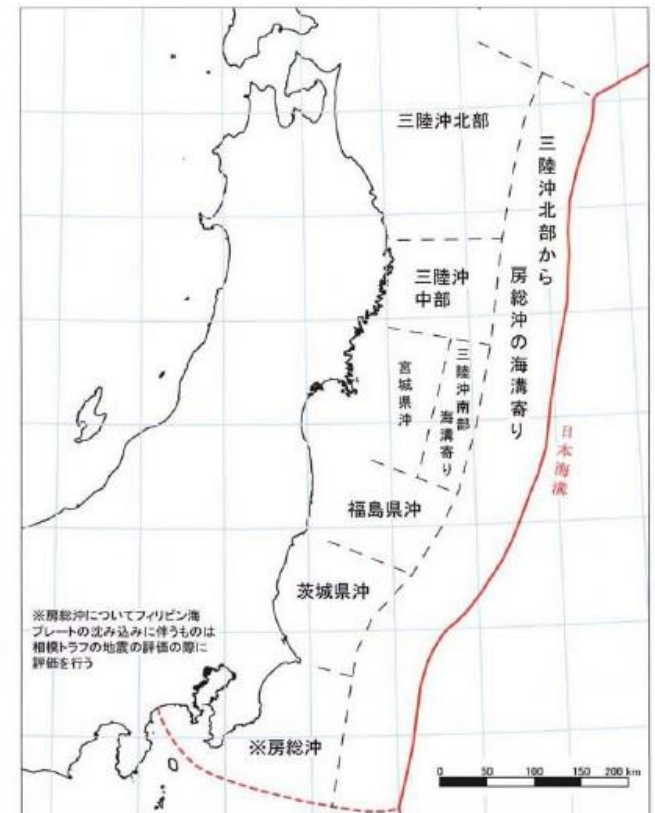 三陸沖北部
三陸沖北部から
房総沖の海溝寄り
三陸沖
中部
宮城県沖
三陸沖南部
海溝寄り
日本海溝
福島県沖
茨城県沖
※房総沖についてフィリピン海
プレートの沈み込みに伴うものは
相模トラフの地震の評価の際に
評価を行う
※房総沖
0 50 100 150 200 km